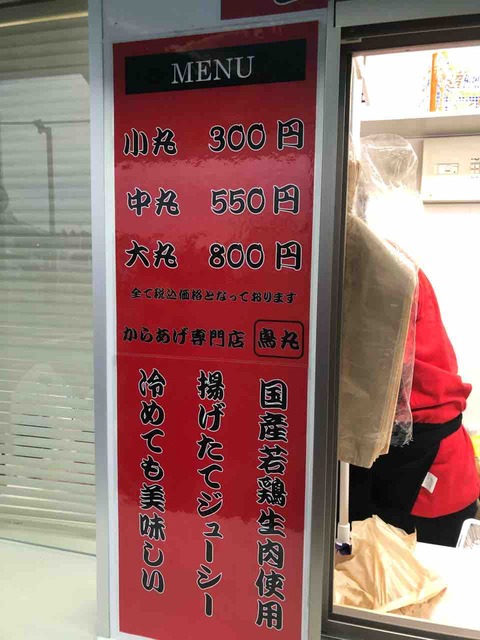 MENU
小丸 300円
中丸 550円
大丸 800円
全て税込価格となっております
からあげ専門店 鳥丸
国産若鶏生肉使用
揚げたてジューシー
冷めても美味しい